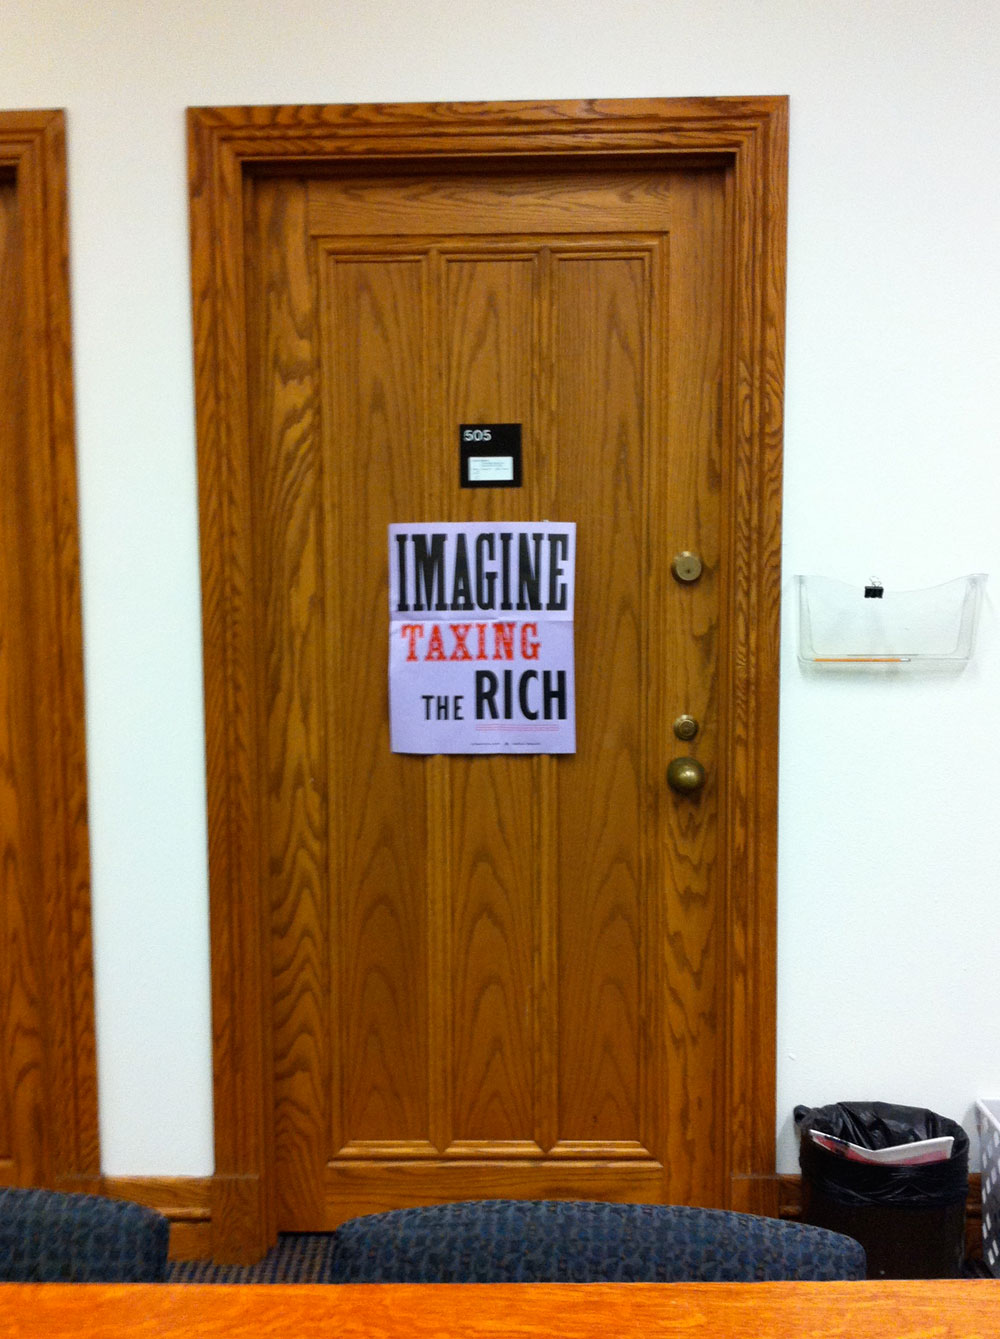 505
IMAGINE
TAXING
THE RICH